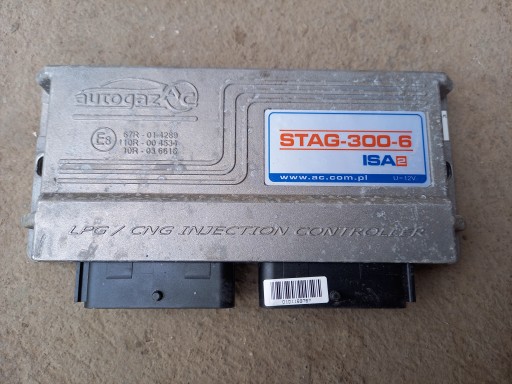 autogaz AC
E8
67R - 01 4289
110R - 00 4534
10R - 03 6616
STAG-300-6
ISA2
www.ac.com.pl
U=12V
LPG / CNG INJECTION CONTROLLER